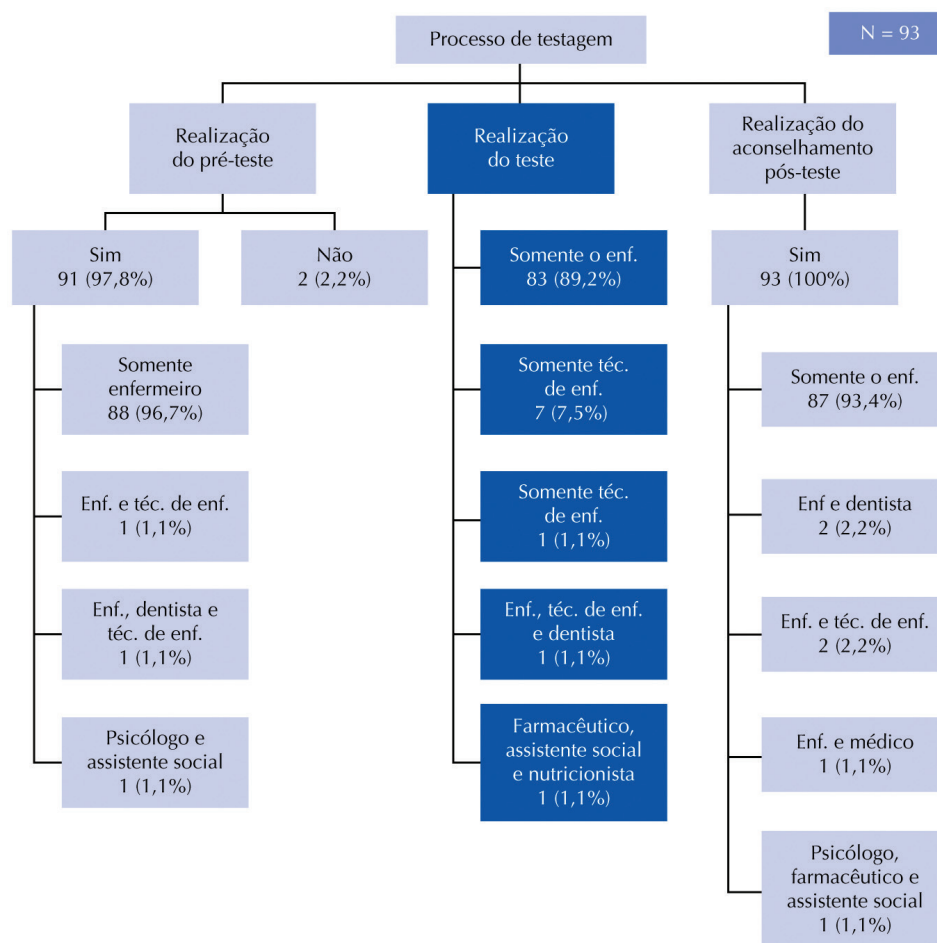 Processo de testagem
N = 93
Realização
do pré-teste
Sim
91 (97,8%)
Não
2 (2,2%)
Somente
enfermeiro
88 (96,7%)
Enf. e téc. de enf.
1 (1,1%)
Enf., dentista e
téc. de enf.
1 (1,1%)
Psicólogo e
assistente social
1 (1,1%)
Realização
do teste
Somente o enf.
83 (89,2%)
Somente téc.
de enf.
7 (7,5%)
Somente téc.
de enf.
1 (1,1%)
Enf., téc. de enf.
e dentista
1 (1,1%)
Farmacêutico,
assistente social
e nutricionista
1 (1,1%)
Realização do
aconselhamento
pós-teste
Sim
93 (100%)
Somente o enf.
87 (93,4%)
Enf e dentista
2 (2,2%)
Enf. e téc. de enf.
2 (2,2%)
Enf. e médico
1 (1,1%)
Psicólogo,
farmacêutico e
assistente social
1 (1,1%)